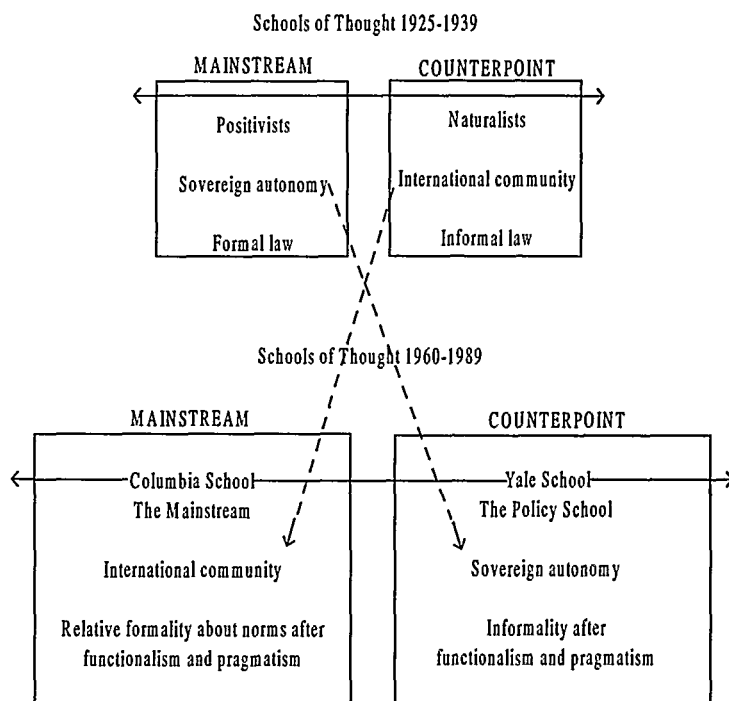 Schools of Thought 1925-1939
MAINSTREAM
COUNTERPOINT
Positivists
Naturalists
Sovereign autonomy
International community
Formal law
Informal law
Schools of Thought 1960-1989
MAINSTREAM
COUNTERPOINT
Columbia School
The Mainstream
Yale School
The Policy School
International community
Sovereign autonomy
Relative formality about norms after
functionalism and pragmatism
Informality after
functionalism and pragmatism